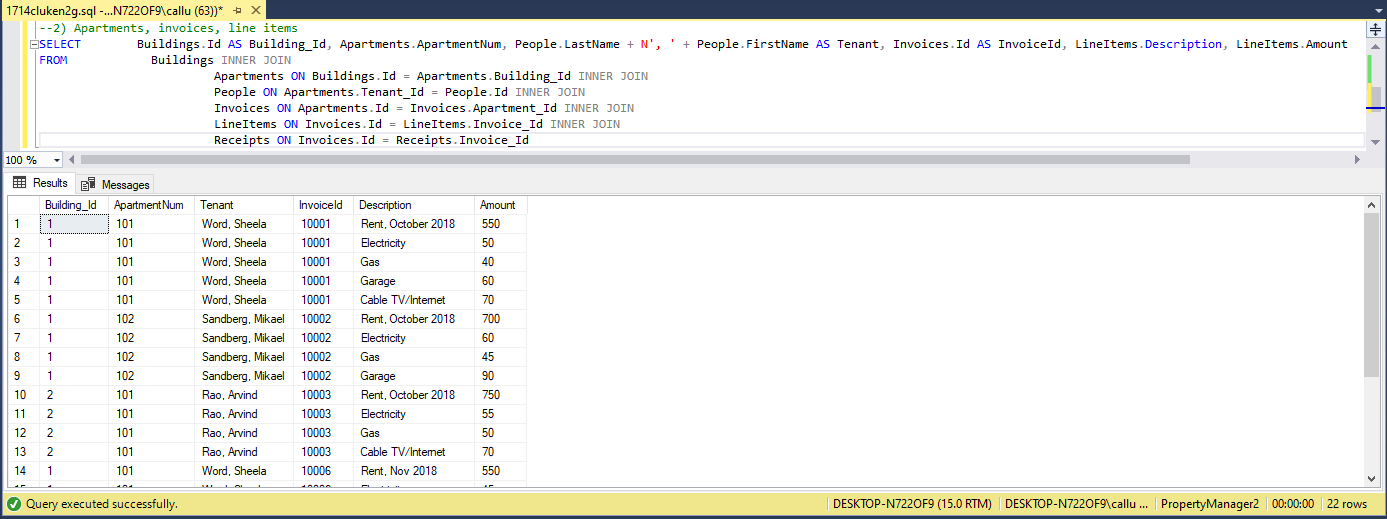 1714cluken2g.sql -...N722OF9\callu (63))*
--2) Apartments, invoices, line items
SELECT Buildings.Id AS Building_Id, Apartments.ApartmentNum, People.LastName + N', ' + People.FirstName AS Tenant, Invoices.Id AS InvoiceId, LineItems.Description, LineItems.Amount
FROM Buildings INNER JOIN
Apartments ON Buildings.Id = Apartments.Building_Id INNER JOIN
People ON Apartments.Tenant_Id = People.Id INNER JOIN
Invoices ON Apartments.Id = Invoices.Apartment_Id INNER JOIN
LineItems ON Invoices.Id = LineItems.Invoice_Id INNER JOIN
Receipts ON Invoices.Id = Receipts.Invoice_Id
100 %
Results Messages
Building_Id ApartmentNum Tenant InvoiceId Description Amount
1 1 101 Word, Sheela 10001 Rent, October 2018 550
2 1 101 Word, Sheela 10001 Electricity 50
3 1 101 Word, Sheela 10001 Gas 40
4 1 101 Word, Sheela 10001 Garage 60
5 1 101 Word, Sheela 10001 Cable TV/Internet 70
6 1 102 Sandberg, Mikael 10002 Rent, October 2018 700
7 1 102 Sandberg, Mikael 10002 Electricity 60
8 1 102 Sandberg, Mikael 10002 Gas 45
9 1 102 Sandberg, Mikael 10002 Garage 90
10 2 101 Rao, Arvind 10003 Rent, October 2018 750
11 2 101 Rao, Arvind 10003 Electricity 55
12 2 101 Rao, Arvind 10003 Gas 50
13 2 101 Rao, Arvind 10003 Cable TV/Internet 70
14 1 101 Word, Sheela 10006 Rent, Nov 2018 550
Query executed successfully. DESKTOP-N722OF9 (15.0 RTM) DESKTOP-N722OF9\callu ... PropertyManager2 00:00:00 22 rows